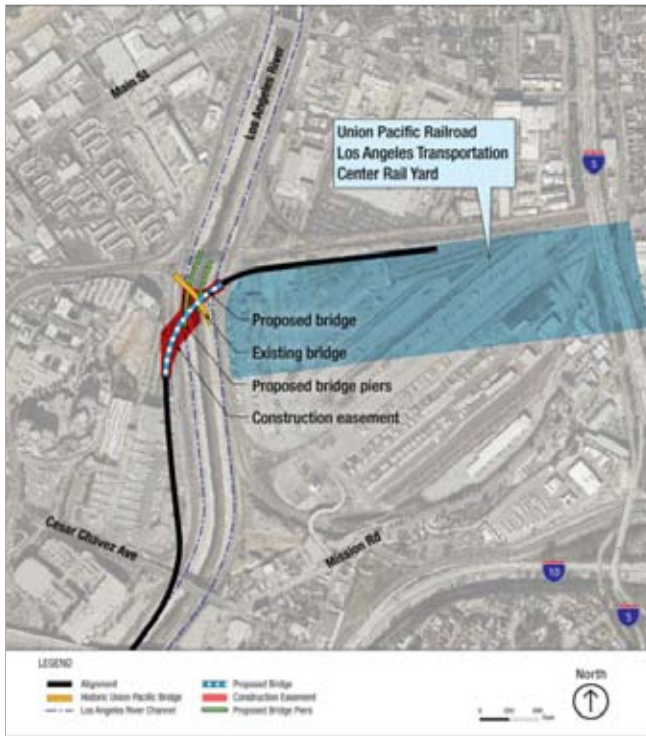 Main St
Los Angeles River
Union Pacific Railroad
Los Angeles Transportation
Center Rail Yard
5
Proposed bridge
Existing bridge
Proposed bridge piers
Construction easement
Cesar Chavez Ave
Mission Rd
10
5
LEGEND
Alignment
Historic Union Pacific Bridge
Los Angeles River Channel
Proposed Bridge
Construction Easement
Proposed Bridge Piers
0
Feet
North